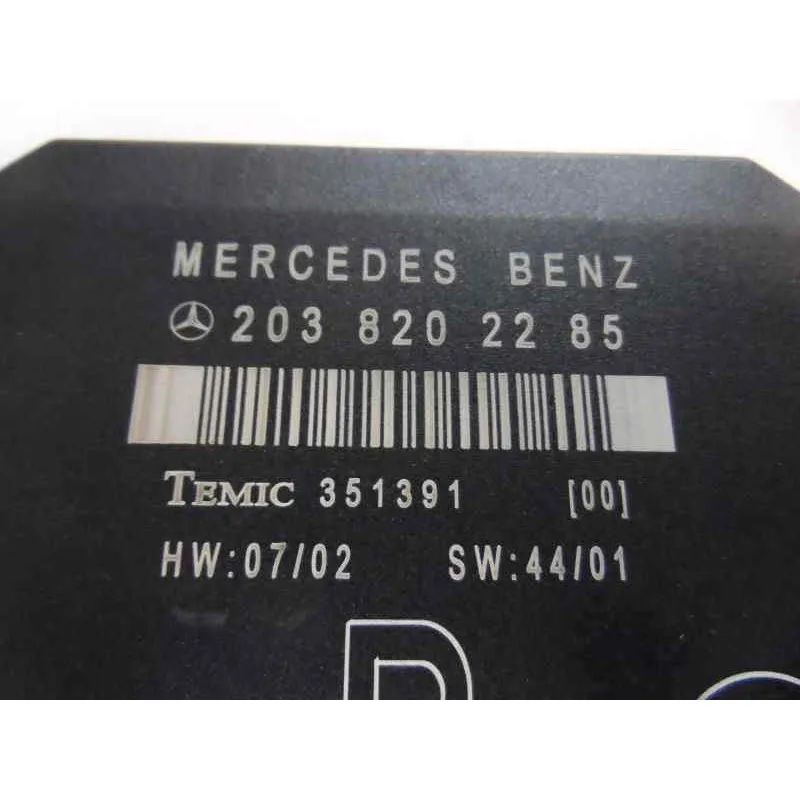 MERCEDES BENZ
203 820 22 85
TEMIC 351391 [00]
HW:07/02 SW:44/01
R